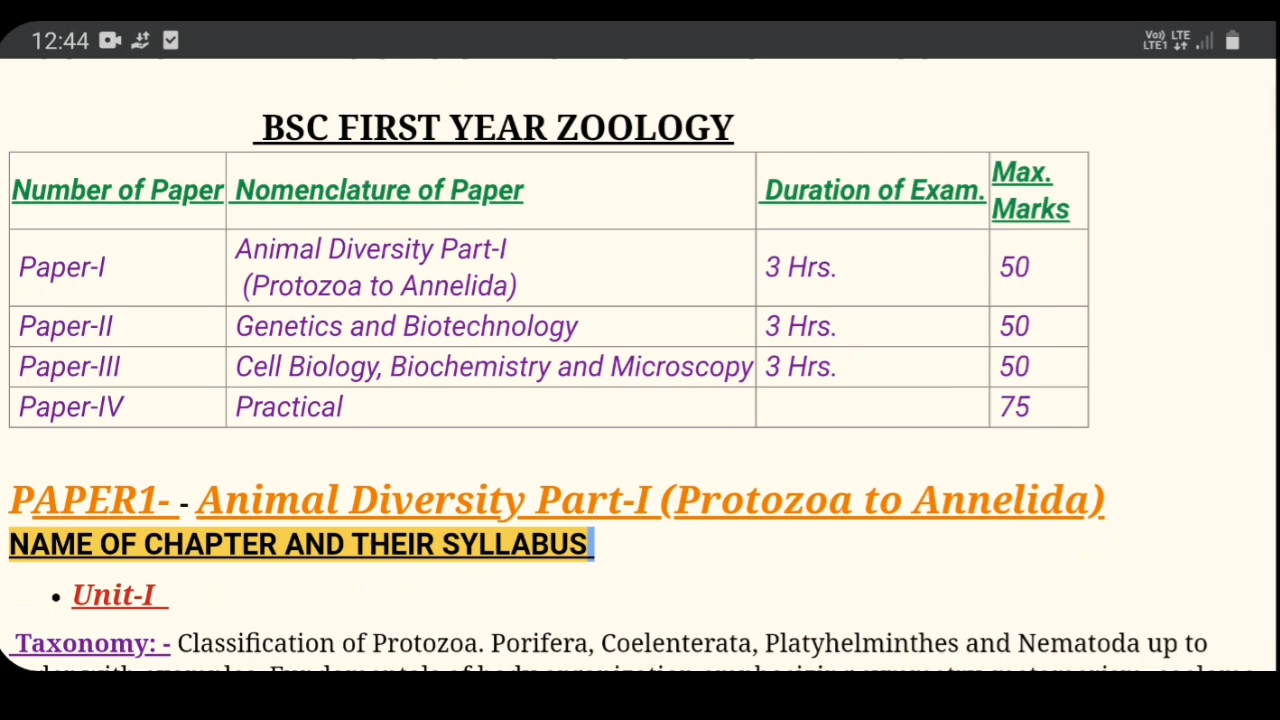 12:44
Vo)) LTE
LTE1
BSC FIRST YEAR ZOOLOGY
Number of Paper Nomenclature of Paper Duration of Exam. Max. Marks
Paper-I Animal Diversity Part-I (Protozoa to Annelida) 3 Hrs. 50
Paper-II Genetics and Biotechnology 3 Hrs. 50
Paper-III Cell Biology, Biochemistry and Microscopy 3 Hrs. 50
Paper-IV Practical 75
PAPER1- - Animal Diversity Part-I (Protozoa to Annelida)
NAME OF CHAPTER AND THEIR SYLLABUS
• Unit-I
Taxonomy: - Classification of Protozoa. Porifera, Coelenterata, Platyhelminthes and Nematoda up to